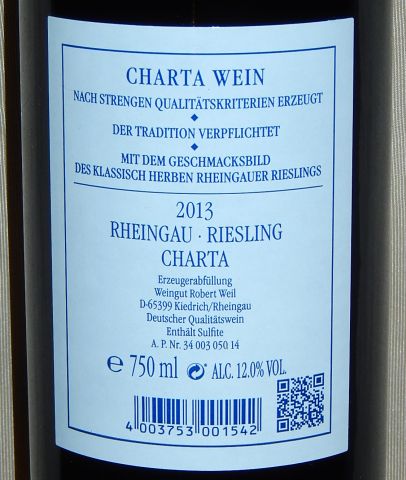 CHARTA WEIN
NACH STRENGEN QUALITÄTSKRITERIEN ERZEUGT
DER TRADITION VERPFLICHTET
MIT DEM GESCHMACKSBILD
DES KLASSISCH HERBEN RHEINGAUER RIESLINGS
2013
RHEINGAU · RIESLING
CHARTA
Erzeugerabfüllung
Weingut Robert Weil
D-65399 Kiedrich/Rheingau
Deutscher Qualitätswein
Enthält Sulfite
A. P. Nr. 34 003 050 14
℮ 750 ml ALC. 12.0% VOL.
4 003753 001542